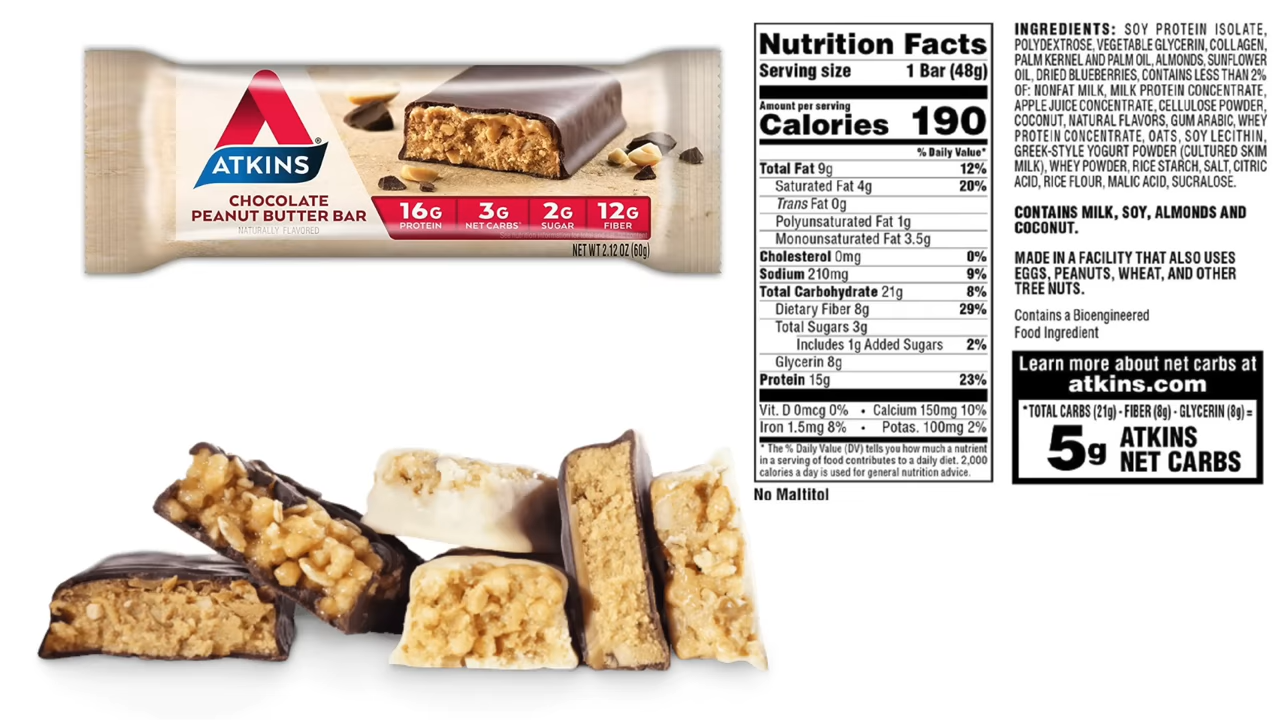 ATKINS
®
CHOCOLATE
PEANUT BUTTER BAR
NATURALLY FLAVORED
16G PROTEIN
3G NET CARBS*
2G SUGAR
12G FIBER
NET WT 2.12 OZ (60g)
Nutrition Facts
Serving size 1 Bar (48g)
Amount per serving
Calories 190
% Daily Value*
Total Fat 9g 12%
Saturated Fat 4g 20%
Trans Fat 0g
Polyunsaturated Fat 1g
Monounsaturated Fat 3.5g
Cholesterol 0mg 0%
Sodium 210mg 9%
Total Carbohydrate 21g 8%
Dietary Fiber 8g 29%
Total Sugars 3g
Includes 1g Added Sugars 2%
Glycerin 8g
Protein 15g 23%
Vit. D 0mcg 0% • Calcium 150mg 10%
Iron 1.5mg 8% • Potas. 100mg 2%
* The % Daily Value (DV) tells you how much a nutrient
in a serving of food contributes to a daily diet. 2,000
calories a day is used for general nutrition advice.
No Maltitol
INGREDIENTS: SOY PROTEIN ISOLATE,
POLYDEXTROSE, VEGETABLE GLYCERIN, COLLAGEN,
PALM KERNEL AND PALM OIL, ALMONDS, SUNFLOWER
OIL, DRIED BLUEBERRIES, CONTAINS LESS THAN 2%
OF: NONFAT MILK, MILK PROTEIN CONCENTRATE,
APPLE JUICE CONCENTRATE, CELLULOSE POWDER,
COCONUT, NATURAL FLAVORS, GUM ARABIC, WHEY
PROTEIN CONCENTRATE, OATS, SOY LECITHIN,
GREEK-STYLE YOGURT POWDER (CULTURED SKIM
MILK), WHEY POWDER, RICE STARCH, SALT, CITRIC
ACID, RICE FLOUR, MALIC ACID, SUCRALOSE.
CONTAINS MILK, SOY, ALMONDS AND
COCONUT.
MADE IN A FACILITY THAT ALSO USES
EGGS, PEANUTS, WHEAT, AND OTHER
TREE NUTS.
Contains a Bioengineered
Food Ingredient
Learn more about net carbs at
atkins.com
*TOTAL CARBS (21g) - FIBER (8g) - GLYCERIN (8g) =
5g ATKINS
NET CARBS